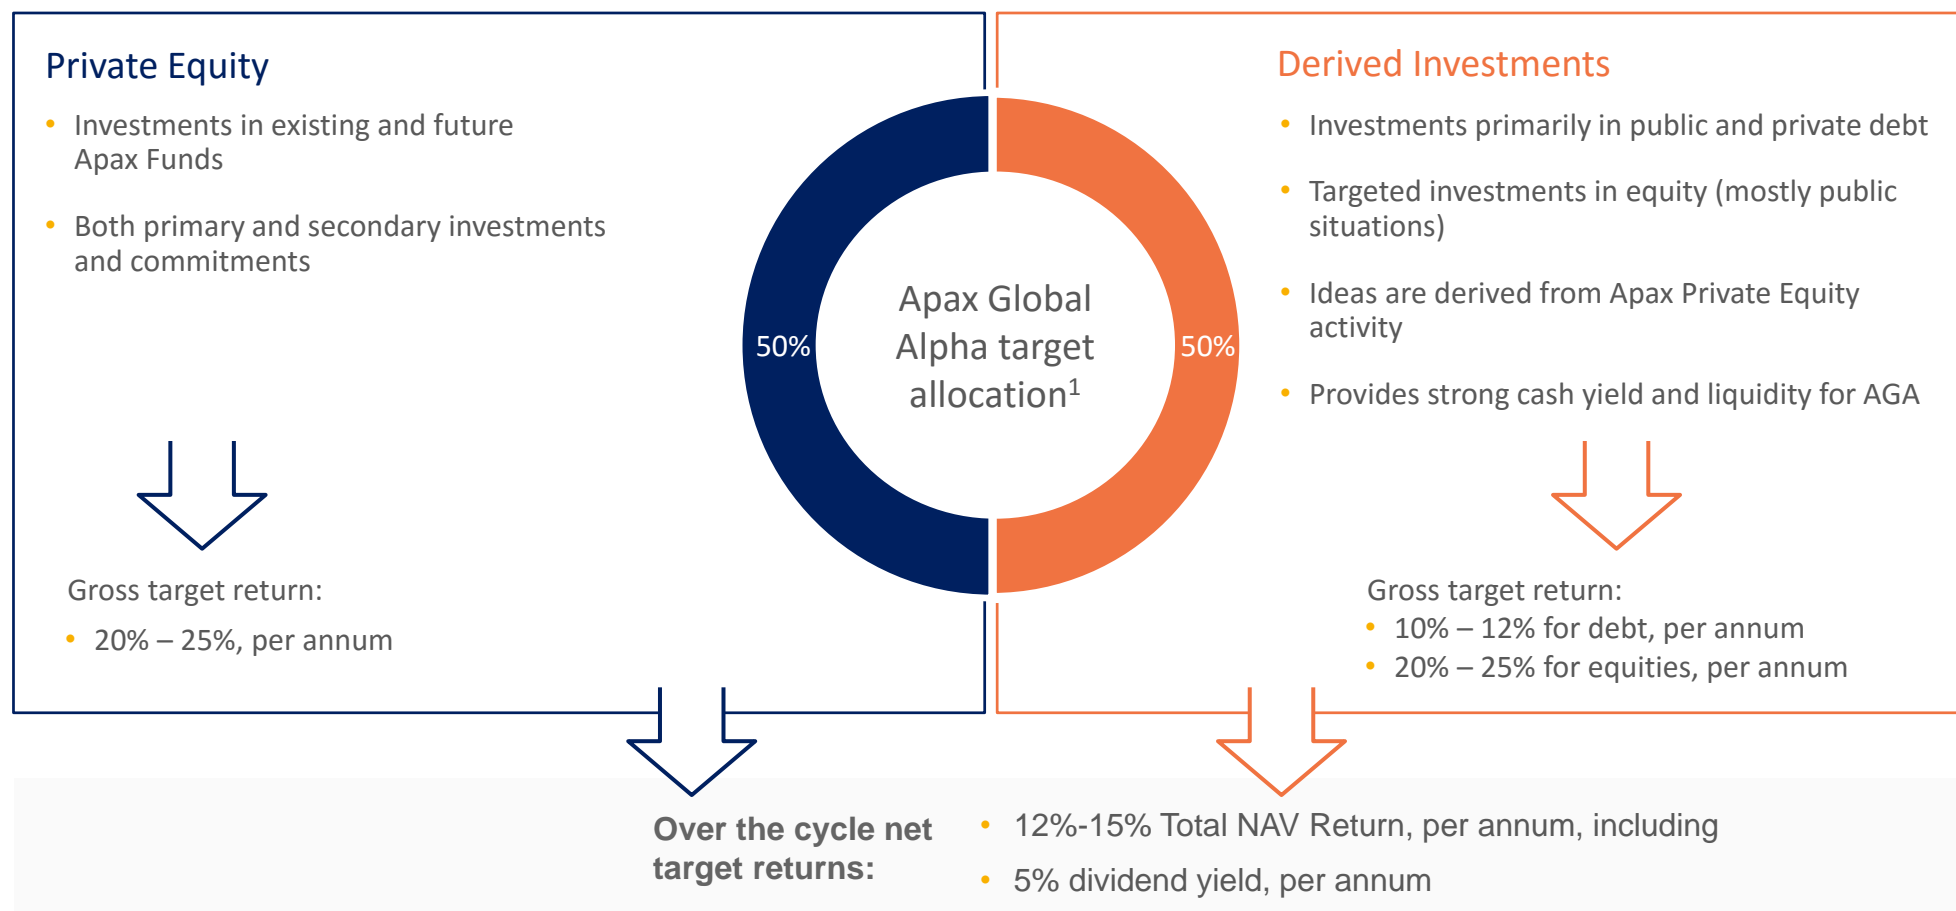 Private Equity
• Investments in existing and future
Apax Funds
• Both primary and secondary investments
and commitments
Gross target return:
• 20% – 25%, per annum
50%
Apax Global
Alpha target
allocation¹
50%
Derived Investments
• Investments primarily in public and private debt
• Targeted investments in equity (mostly public
situations)
• Ideas are derived from Apax Private Equity
activity
• Provides strong cash yield and liquidity for AGA
Gross target return:
• 10% – 12% for debt, per annum
• 20% – 25% for equities, per annum
Over the cycle net
target returns:
• 12%-15% Total NAV Return, per annum, including
• 5% dividend yield, per annum